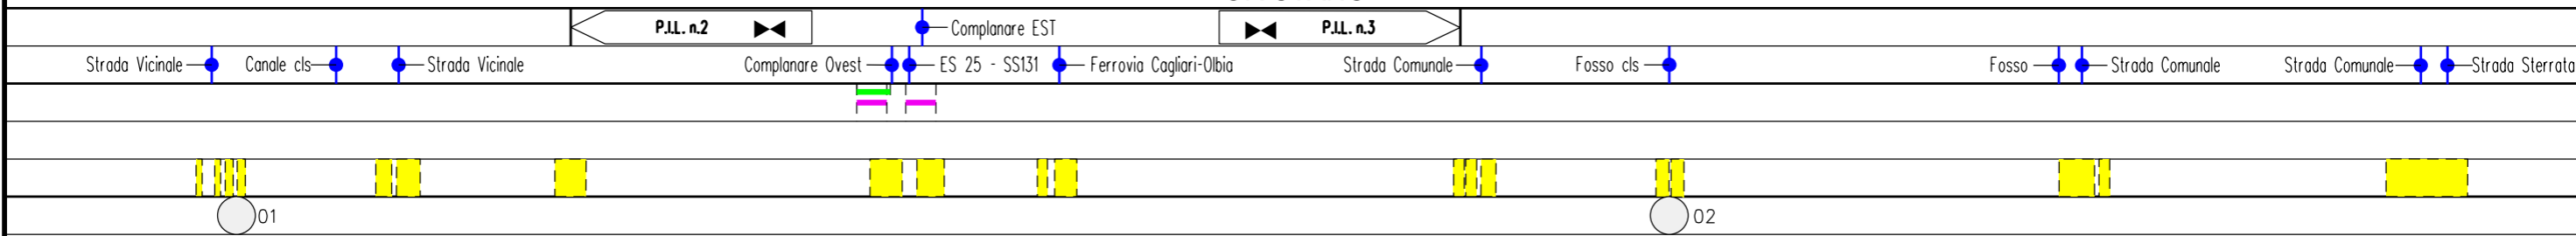 P.I.L. n.2
Complanare EST
P.I.L. n.3
Strada Vicinale
Canale cls
Strada Vicinale
Complanare Ovest
ES 25 - SS131
Ferrovia Cagliari-Olbia
Strada Comunale
Fosso cls
Fosso
Strada Comunale
Strada Comunale
Strada Sterrata
01
02